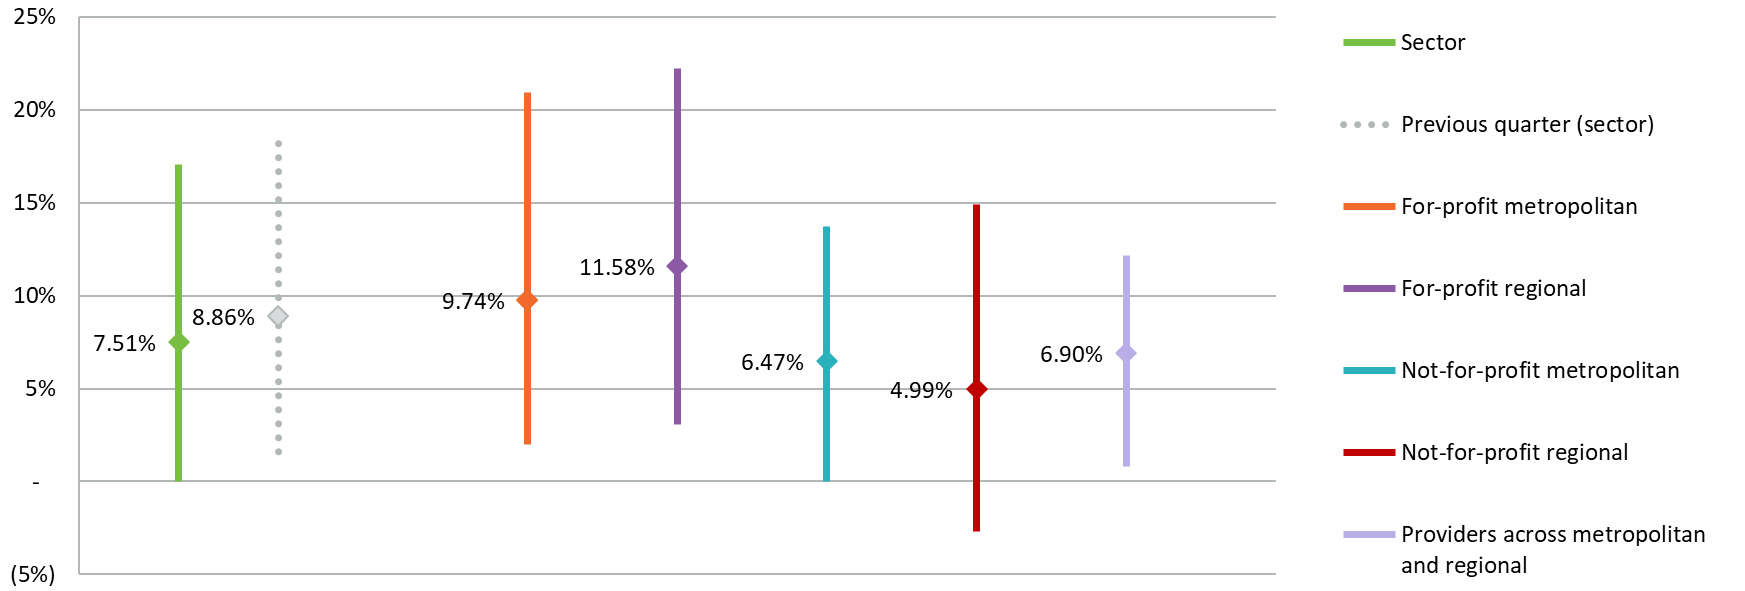 25%
20%
15%
10%
5%
-
(5%)
7.51%
8.86%
9.74%
11.58%
6.47%
4.99%
6.90%
Sector
Previous quarter (sector)
For-profit metropolitan
For-profit regional
Not-for-profit metropolitan
Not-for-profit regional
Providers across metropolitan
and regional